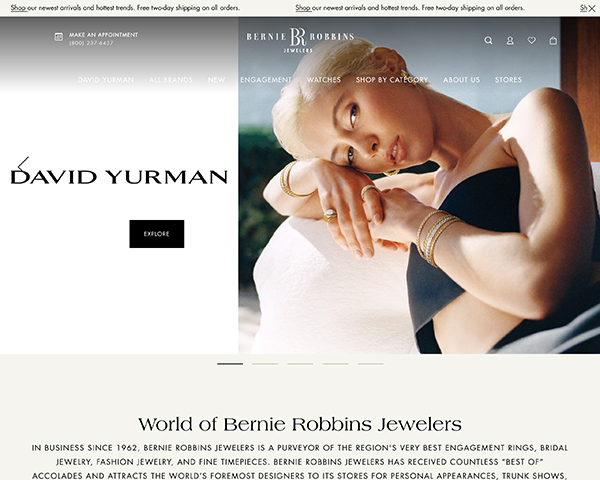 Shop our newest arrivals and hottest trends. Free two-day shipping on all orders. Shop our newest arrivals and hottest trends. Free two-day shipping on all orders. Sh
MAKE AN APPOINTMENT
(800) 237-6437
BERNIE BR ROBBINS
JEWELERS
DAVID YURMAN ALL BRANDS NEW ENGAGEMENT WATCHES SHOP BY CATEGORY ABOUT US STORES
DAVID YURMAN
EXPLORE
World of Bernie Robbins Jewelers
IN BUSINESS SINCE 1962, BERNIE ROBBINS JEWELERS IS A PURVEYOR OF THE REGION'S VERY BEST ENGAGEMENT RINGS, BRIDAL
JEWELRY, FASHION JEWELRY, AND FINE TIMEPIECES. BERNIE ROBBINS JEWELERS HAS RECEIVED COUNTLESS "BEST OF"
ACCOLADES AND ATTRACTS THE WORLD'S FOREMOST DESIGNERS TO ITS STORES FOR PERSONAL APPEARANCES, TRUNK SHOWS,